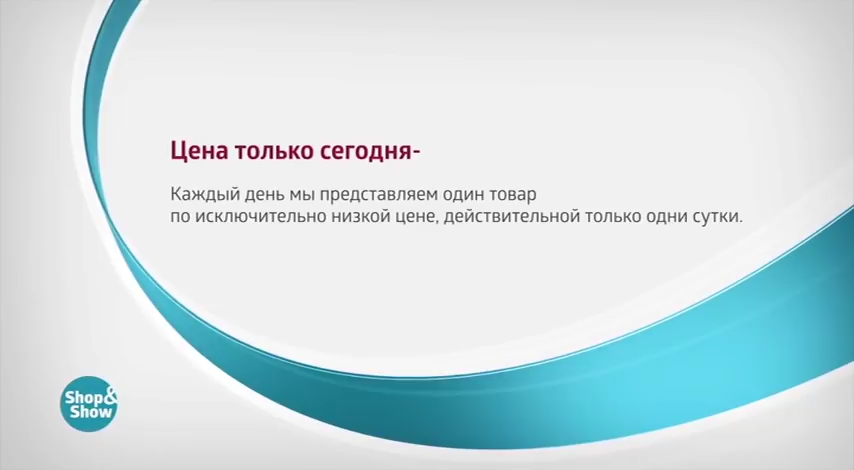 Цена только сегодня-
Каждый день мы представляем один товар
по исключительно низкой цене, действительной только одни сутки.
Shop&
Show